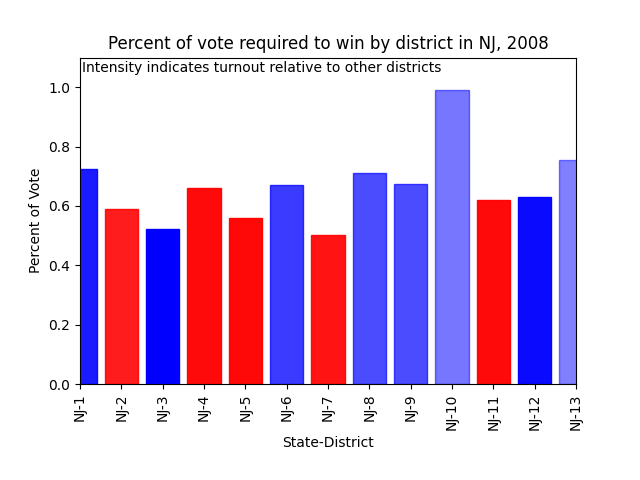 Percent of vote required to win by district in NJ, 2008
Intensity indicates turnout relative to other districts
1.0
0.8
0.6
0.4
0.2
0.0
Percent of Vote
NJ-1
NJ-2
NJ-3
NJ-4
NJ-5
NJ-6
NJ-7
NJ-8
NJ-9
NJ-10
NJ-11
NJ-12
NJ-13
State-District